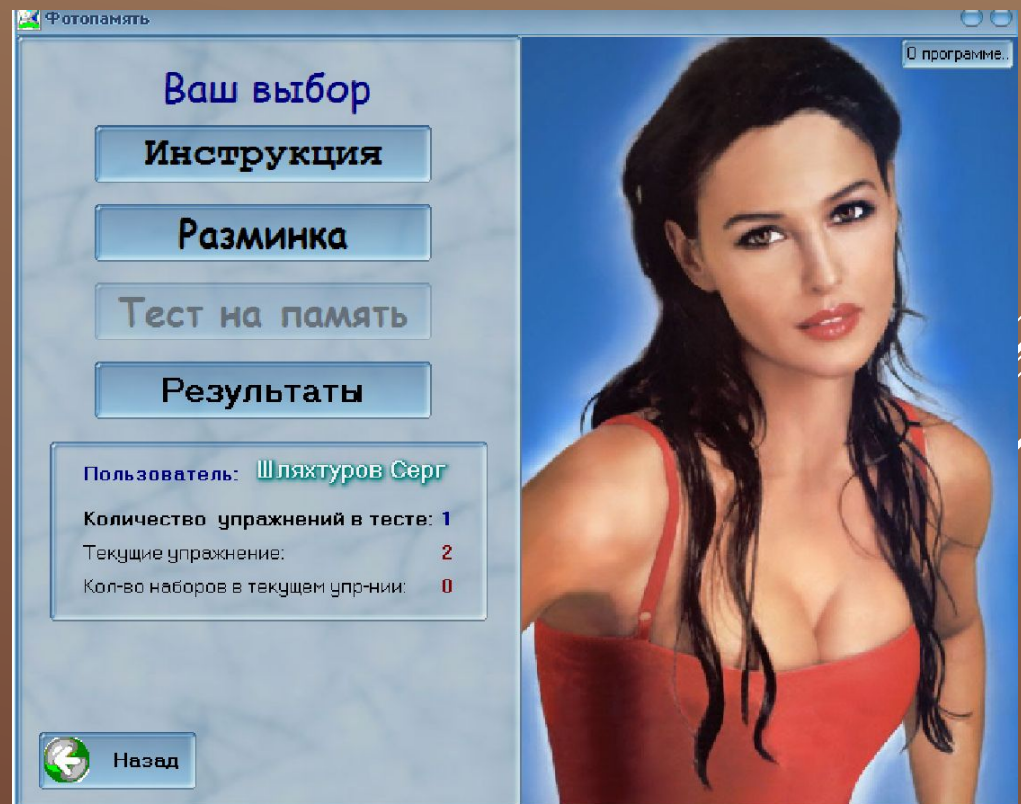 Фотопамять
О программе..
Ваш выбор
Инструкция
Разминка
Тест на память
Результаты
Пользователь: Шляхтуров Серг
Количество упражнений в тесте: 1
Текущие упражнение: 2
Кол-во наборов в текущем упр-нии: 0
Назад